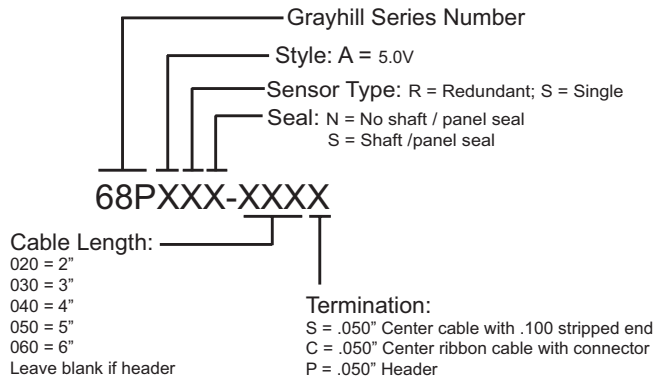 Grayhill Series Number
Style: A = 5.0V
Sensor Type: R = Redundant; S = Single
Seal: N = No shaft / panel seal
S = Shaft /panel seal
68PXXX-XXXX
Cable Length:
020 = 2”
030 = 3”
040 = 4”
050 = 5”
060 = 6”
Leave blank if header
Termination:
S = .050” Center cable with .100 stripped end
C = .050” Center ribbon cable with connector
P = .050” Header